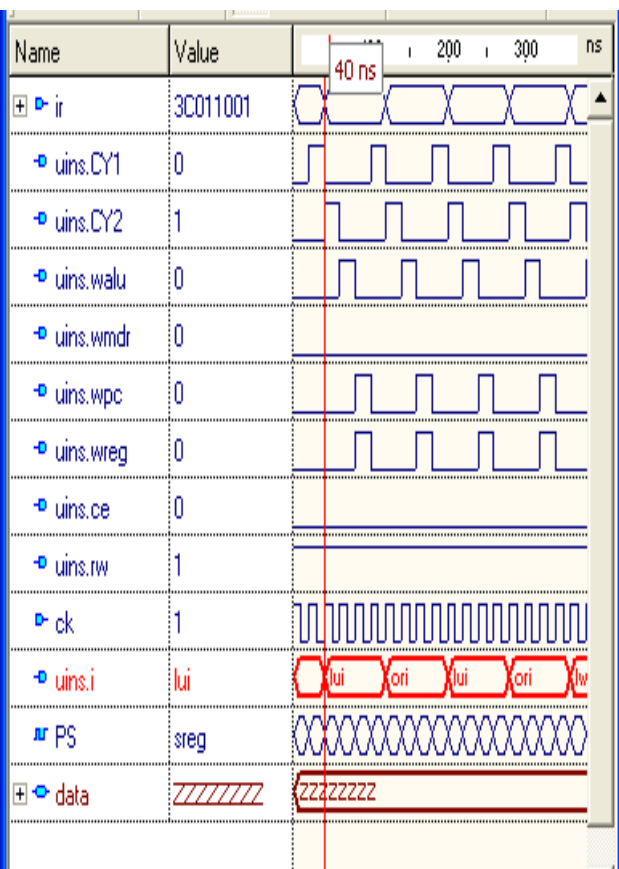 Name Value 200 300 ns
40 ns
ir 3C011001
uins.CY1 0
uins.CY2 1
uins.walu 0
uins.wmdr 0
uins.wpc 0
uins.wreg 0
uins.ce 0
uins.rw 1
ck 1
uins.i lui lui ori lui ori lw
PS sreg
data ZZZZZZZZ ZZZZZZZZ